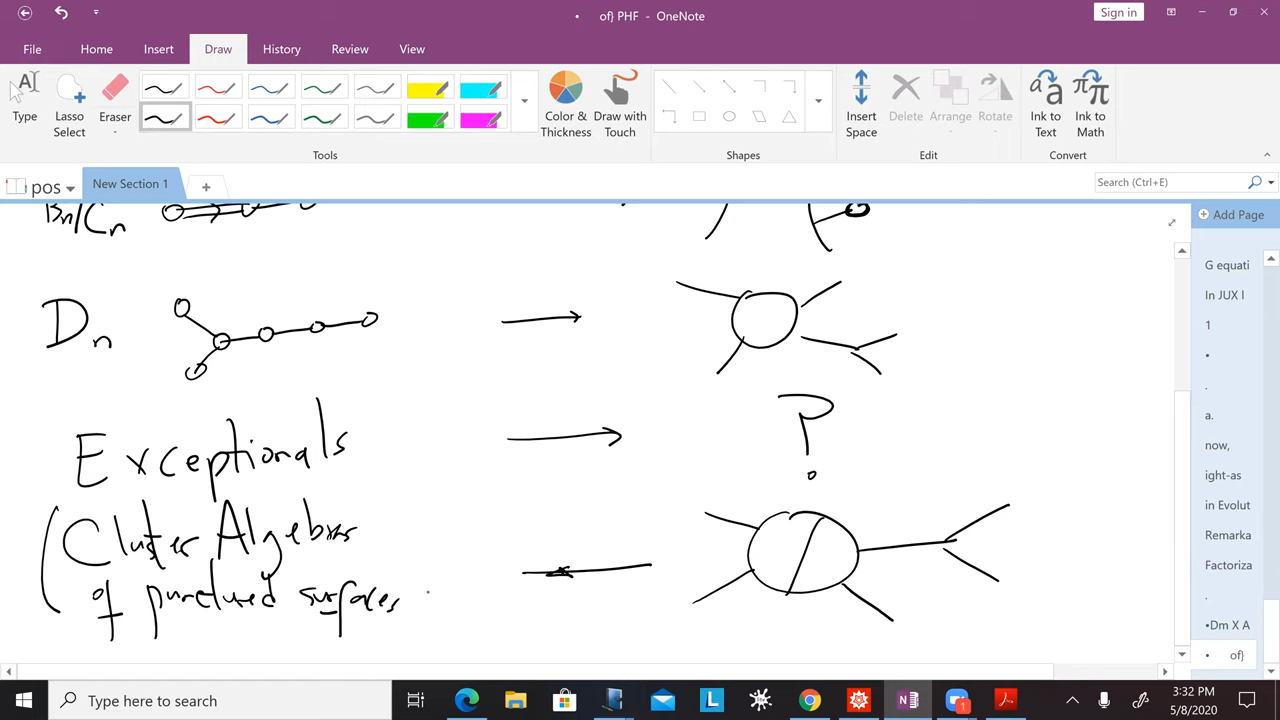 of} PHF - OneNote
Sign in
File Home Insert Draw History Review View
Type
Lasso Select
Eraser
Color & Thickness
Draw with Touch
Insert Space
Delete
Arrange
Rotate
Ink to Text
Ink to Math
Tools
Shapes
Edit
Convert
pos
New Section 1
+
Search (Ctrl+E)
Add Page
Bn/Cn
Dn
Exceptionals
?
(Cluster Algebras
of punctured surfaces
G equati
In JUX l
1
•
.
a.
now,
ight-as
in Evolut
Remarka
Factoriza
.
•Dm X A
• of}
Type here to search
3:32 PM
5/8/2020
1